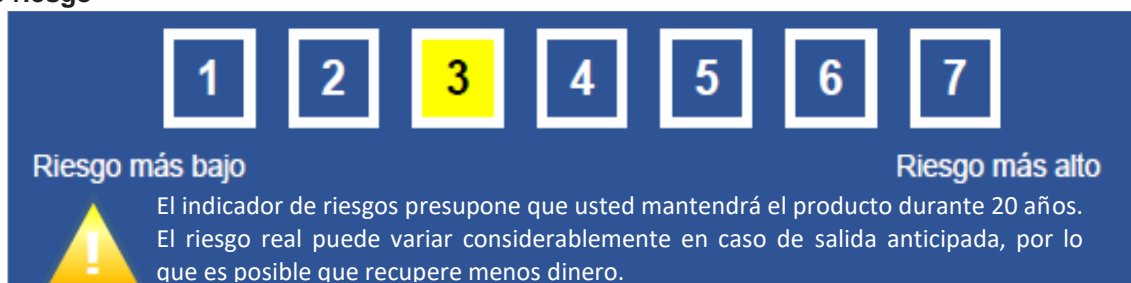 Riesgo
1 2 3 4 5 6 7
Riesgo más bajo Riesgo más alto
El indicador de riesgos presupone que usted mantendrá el producto durante 20 años.
El riesgo real puede variar considerablemente en caso de salida anticipada, por lo
que es posible que recupere menos dinero.